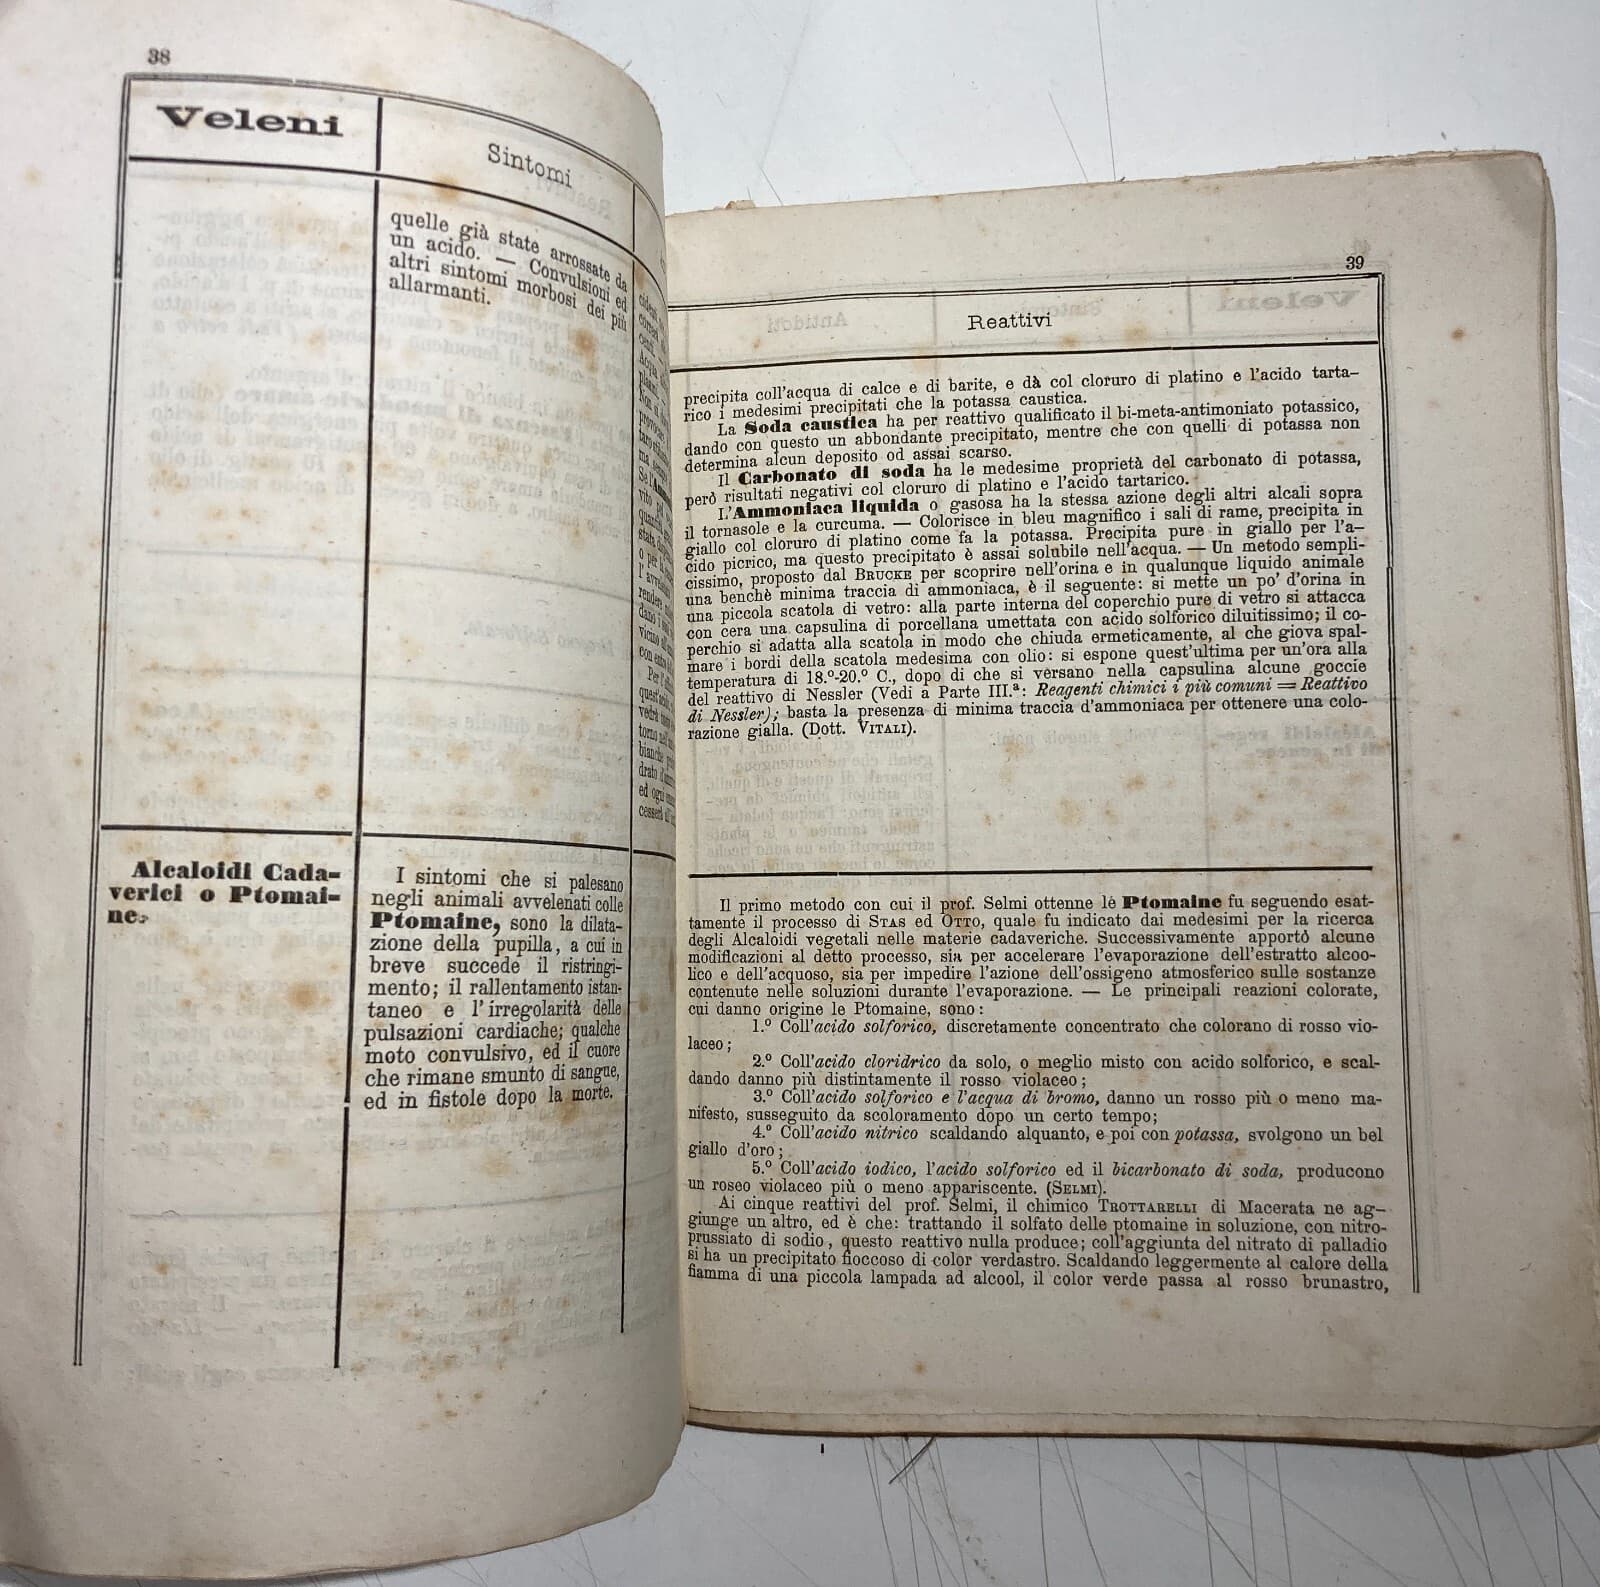 38
Veleni
Sintomi
quelle già state arrossate da
un acido. — Convulsioni ed
altri sintomi morbosi dei più
allarmanti.
Alcaloidi Cada-
verici o Ptomai-
ne.
I sintomi che si palesano
negli animali avvelenati colle
Ptomaine, sono la dilata-
zione della pupilla, a cui in
breve succede il ristringi-
mento; il rallentamento istan-
taneo e l'irregolarità delle
pulsazioni cardiache; qualche
moto convulsivo, ed il cuore
che rimane smunto di sangue,
ed in fistole dopo la morte.
39
Reattivi
precipita coll'acqua di calce e di barite, e dà col cloruro di platino e l'acido tarta-
rico i medesimi precipitati che la potassa caustica.
La Soda caustica ha per reattivo qualificato il bi-meta-antimoniato potassico,
dando con questo un abbondante precipitato, mentre che con quelli di potassa non
determina alcun deposito od assai scarso.
Il Carbonato di soda ha le medesime proprietà del carbonato di potassa,
però risultati negativi col cloruro di platino e l'acido tartarico.
L'Ammoniaca liquida o gasosa ha la stessa azione degli altri alcali sopra
il tornasole e la curcuma. — Colorisce in bleu magnifico i sali di rame, precipita in
giallo col cloruro di platino come fa la potassa. Precipita pure in giallo per l'a-
cido picrico, ma questo precipitato è assai solubile nell'acqua. — Un metodo sempli-
cissimo, proposto dal BRUCKE per scoprire nell'orina e in qualunque liquido animale
una benchè minima traccia di ammoniaca, è il seguente: si mette un po' d'orina in
una piccola scatola di vetro: alla parte interna del coperchio pure di vetro si attacca
con cera una capsulina di porcellana umettata con acido solforico diluitissimo; il co-
perchio si adatta alla scatola in modo che chiuda ermeticamente, al che giova spal-
mare i bordi della scatola medesima con olio: si espone quest'ultima per un'ora alla
temperatura di 18.º-20.º C., dopo di che si versano nella capsulina alcune goccie
del reattivo di Nessler (Vedi a Parte III.ª: Reagenti chimici i più comuni = Reattivo
di Nessler); basta la presenza di minima traccia d'ammoniaca per ottenere una colo-
razione gialla. (Dott. VITALI).
Il primo metodo con cui il prof. Selmi ottenne le Ptomaine fu seguendo esat-
tamente il processo di STAS ed OTTO, quale fu indicato dai medesimi per la ricerca
degli Alcaloidi vegetali nelle materie cadaveriche. Successivamente apportò alcune
modificazioni al detto processo, sia per accelerare l'evaporazione dell'estratto alcoo-
lico e dell'acquoso, sia per impedire l'azione dell'ossigeno atmosferico sulle sostanze
contenute nelle soluzioni durante l'evaporazione. — Le principali reazioni colorate,
cui danno origine le Ptomaine, sono:
1.º Coll'acido solforico, discretamente concentrato che colorano di rosso vio-
laceo;
2.º Coll'acido cloridrico da solo, o meglio misto con acido solforico, e scal-
dando danno più distintamente il rosso violaceo;
3.º Coll'acido solforico e l'acqua di bromo, danno un rosso più o meno ma-
nifesto, susseguito da scoloramento dopo un certo tempo;
4.º Coll'acido nitrico scaldando alquanto, e poi con potassa, svolgono un bel
giallo d'oro;
5.º Coll'acido iodico, l'acido solforico ed il bicarbonato di soda, producono
un roseo violaceo più o meno appariscente. (SELMI).
Ai cinque reattivi del prof. Selmi, il chimico TROTTARELLI di Macerata ne ag-
giunge un altro, ed è che: trattando il solfato delle ptomaine in soluzione, con nitro-
prussiato di sodio, questo reattivo nulla produce; coll'aggiunta del nitrato di palladio
si ha un precipitato fioccoso di color verdastro. Scaldando leggermente al calore della
fiamma di una piccola lampada ad alcool, il color verde passa al rosso brunastro,